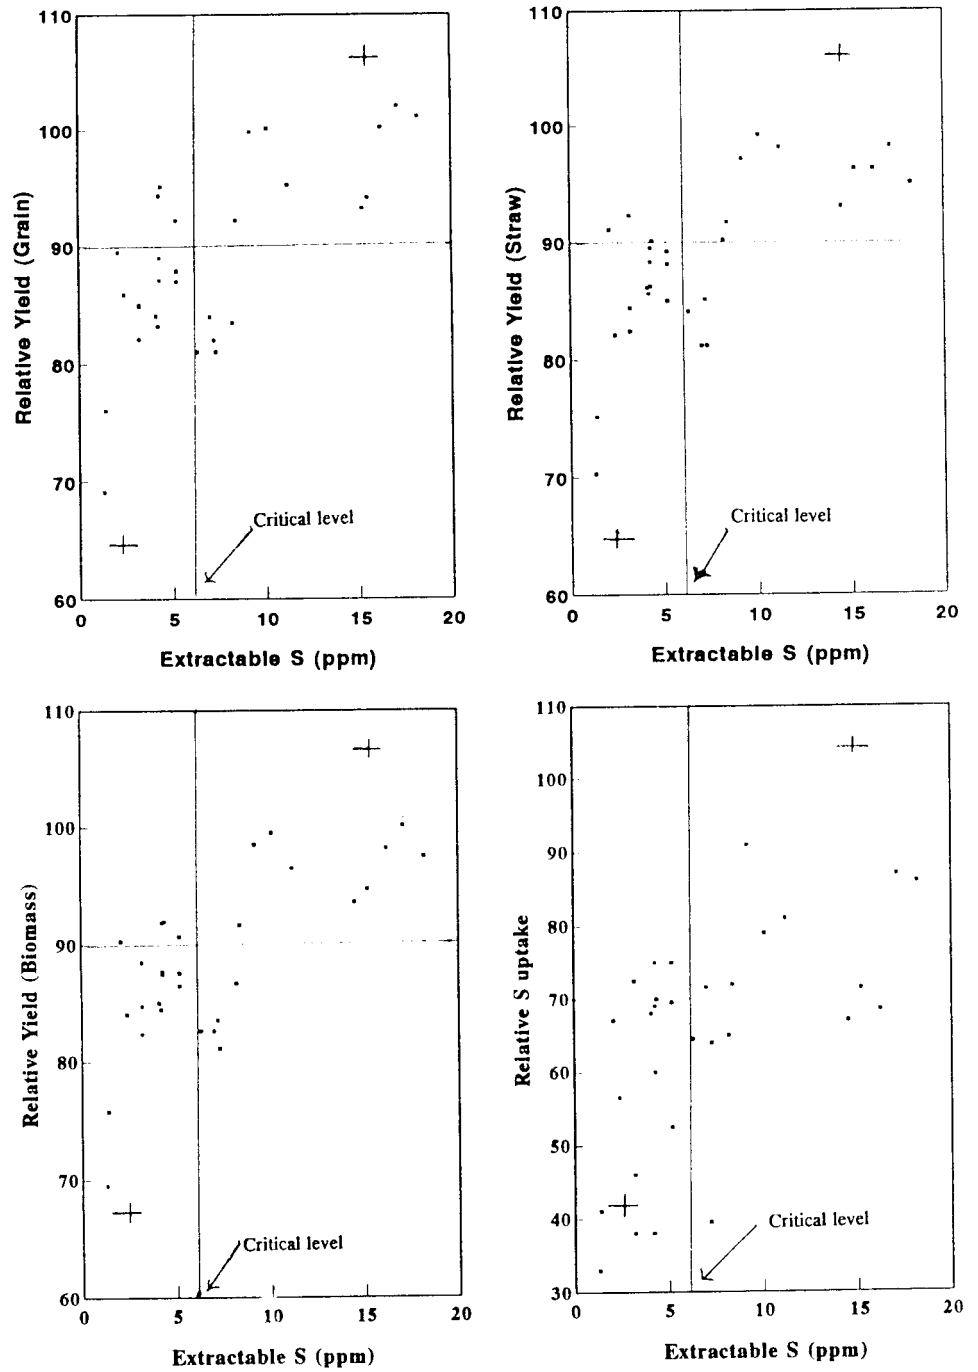 110
100
90
80
70
60
Relative Yield (Grain)
Critical level
0 5 10 15 20
Extractable S (ppm)
110
100
90
80
70
60
Relative Yield (Straw)
Critical level
0 5 10 15 20
Extractable S (ppm)
110
100
90
80
70
60
Relative Yield (Biomass)
Critical level
0 5 10 15 20
Extractable S (ppm)
110
100
90
80
70
60
50
40
30
Relative S uptake
Critical level
0 5 10 15 20
Extractable S (ppm)